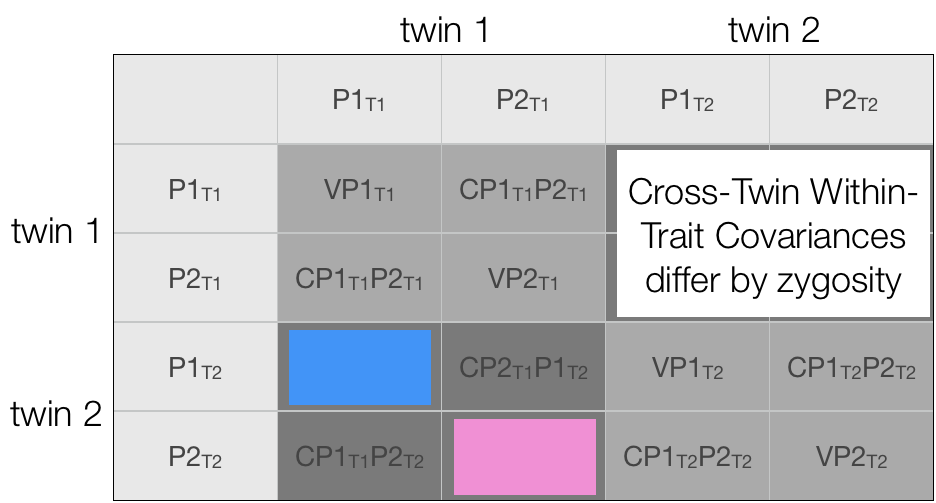 twin 1 twin 2
P1T1 P2T1 P1T2 P2T2
twin 1
P1T1 VP1T1 CP1T1P2T1
P2T1 CP1T1P2T1 VP2T1
Cross-Twin Within-
Trait Covariances
differ by zygosity
twin 2
P1T2 CP2T1P1T2 VP1T2 CP1T2P2T2
P2T2 CP1T1P2T2 CP1T2P2T2 VP2T2